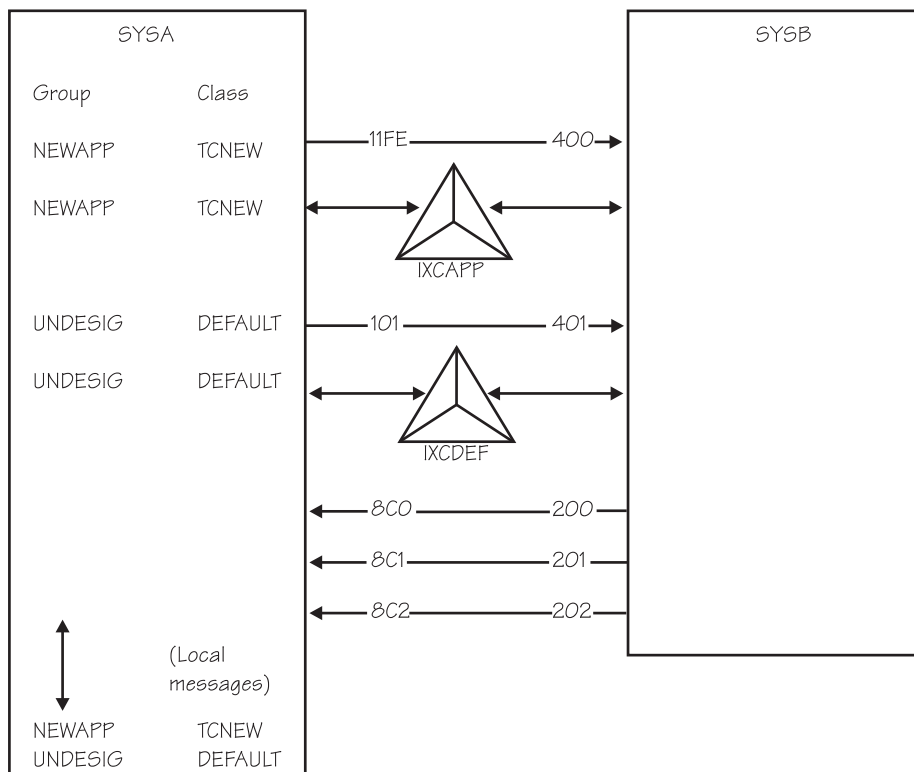 SYSA SYSB
Group Class
NEWAPP TCNEW 11FE 400
NEWAPP TCNEW
IXCAPP
UNDESIG DEFAULT 101 401
UNDESIG DEFAULT
IXCDEF
8C0 200
8C1 201
8C2 202
(Local
messages)
NEWAPP TCNEW
UNDESIG DEFAULT